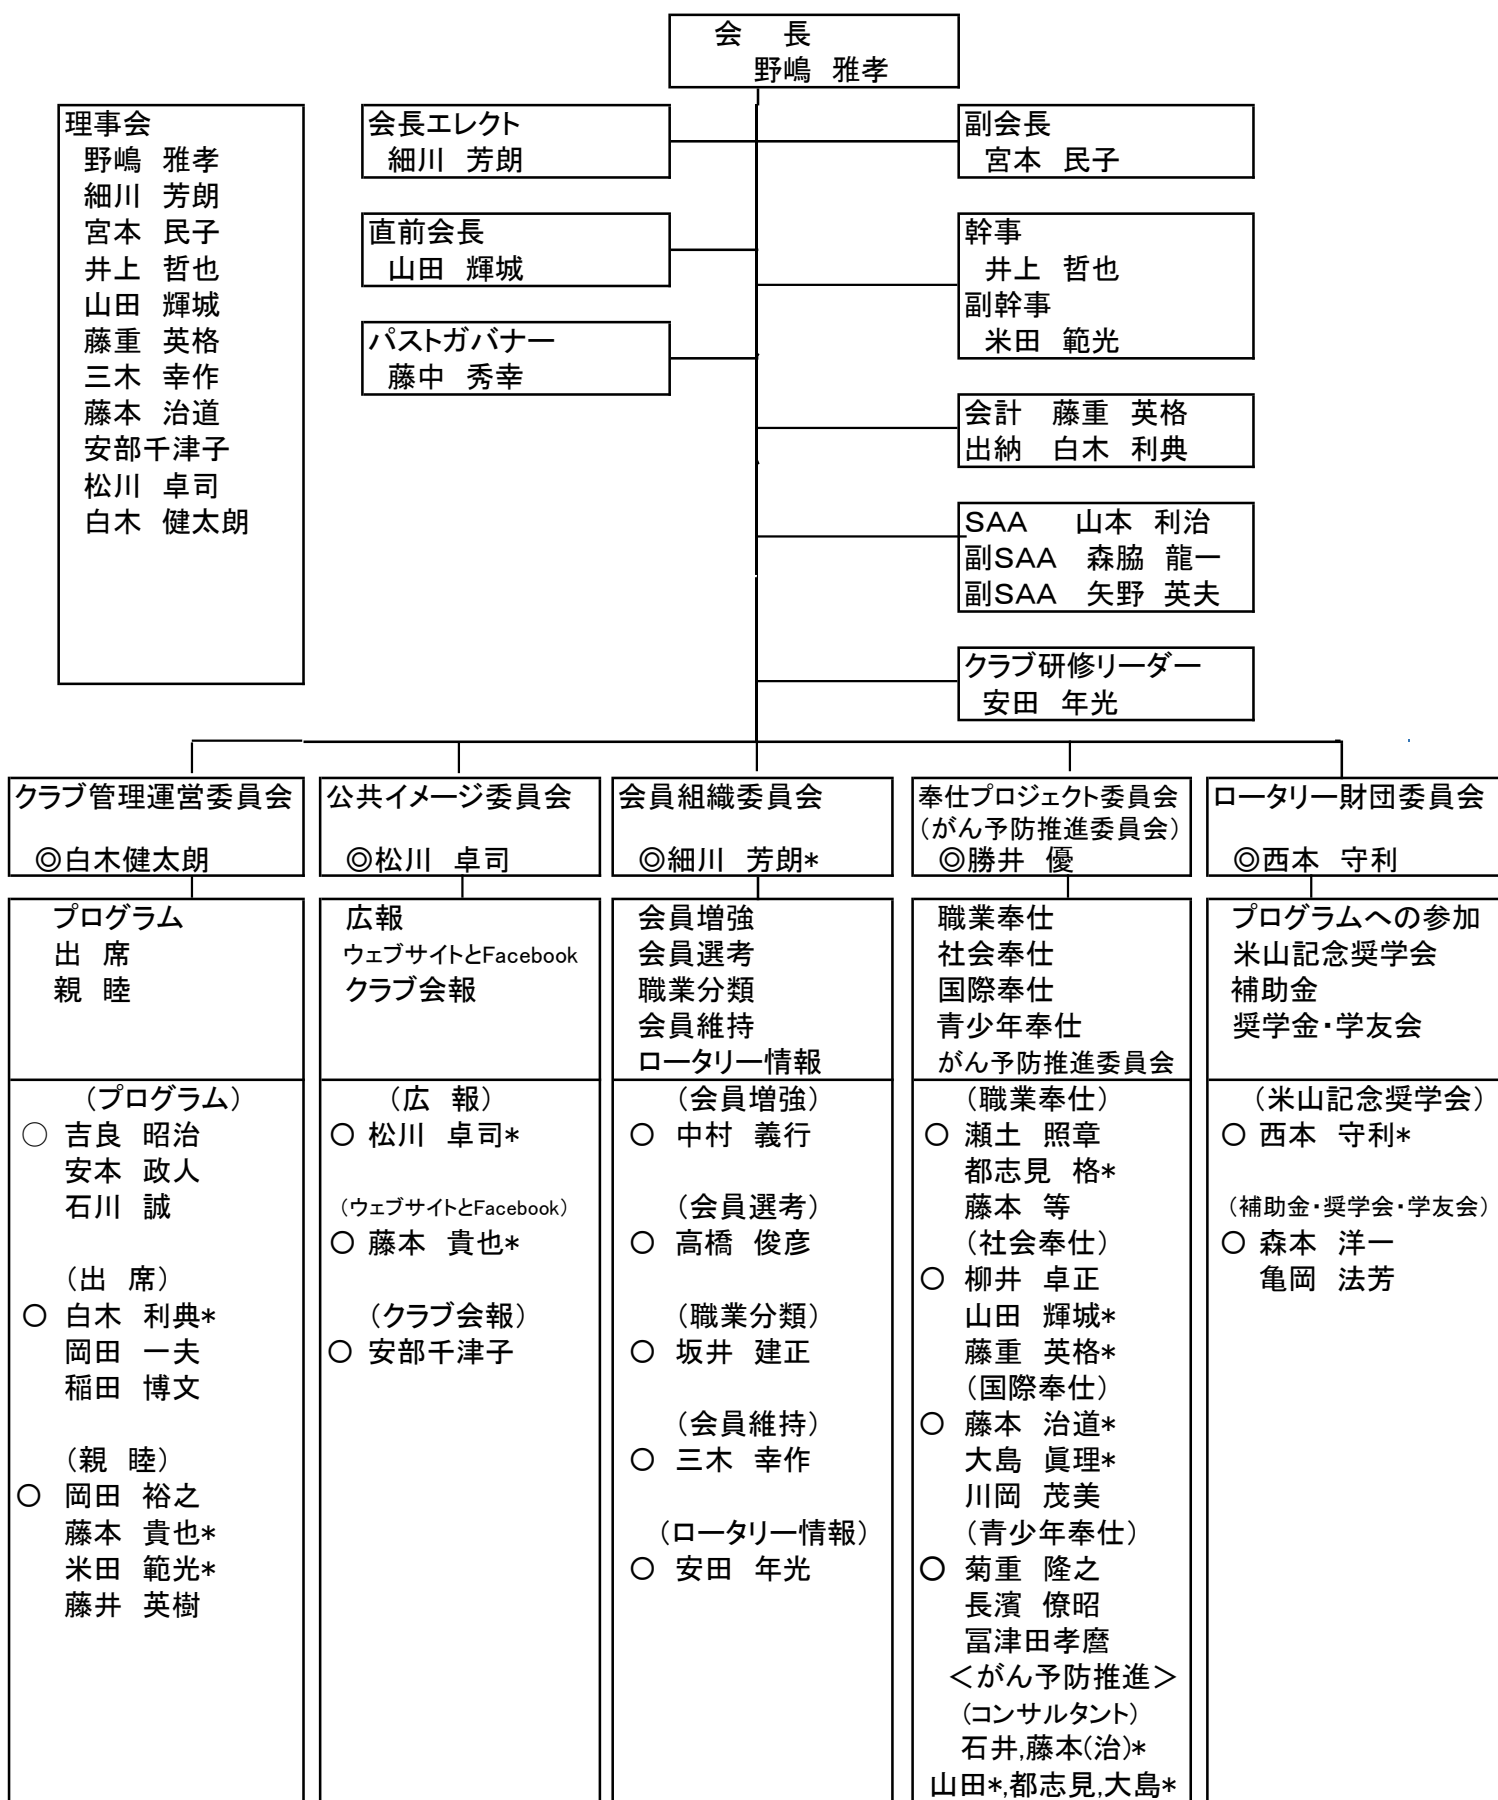 会　長
野嶋　雅孝
理事会
野嶋　雅孝
細川　芳朗
宮本　民子
井上　哲也
山田　輝城
藤重　英格
三木　幸作
藤本　治道
安部千津子
松川　卓司
白木　健太朗
会長エレクト
細川　芳朗
直前会長
山田　輝城
パストガバナー
藤中　秀幸
副会長
宮本　民子
幹事
井上　哲也
副幹事
米田　範光
会計　藤重　英格
出納　白木　利典
SAA　山本　利治
副SAA　森脇　龍一
副SAA　矢野　英夫
クラブ研修リーダー
安田　年光
クラブ管理運営委員会
◎白木健太朗
プログラム
出　席
親　睦
（プログラム）
○ 吉良　昭治
安本　政人
石川　誠
（出　席）
○ 白木　利典*
岡田　一夫
稲田　博文
（親　睦）
○ 岡田　裕之
藤本　貴也*
米田　範光*
藤井　英樹
公共イメージ委員会
◎松川　卓司
広報
ウェブサイトとFacebook
クラブ会報
（広　報）
○ 松川　卓司*
（ウェブサイトとFacebook）
○ 藤本　貴也*
（クラブ会報）
○ 安部千津子
会員組織委員会
◎細川　芳朗*
会員増強
会員選考
職業分類
会員維持
ロータリー情報
（会員増強）
○ 中村　義行
（会員選考）
○ 高橋　俊彦
（職業分類）
○ 坂井　建正
（会員維持）
○ 三木　幸作
（ロータリー情報）
○ 安田　年光
奉仕プロジェクト委員会
（がん予防推進委員会）
◎勝井　優
職業奉仕
社会奉仕
国際奉仕
青少年奉仕
がん予防推進委員会
（職業奉仕）
○ 瀬土　照章
都志見　格*
藤本　等
（社会奉仕）
○ 柳井　卓正
山田　輝城*
藤重　英格*
（国際奉仕）
○ 藤本　治道*
大島　眞理*
川岡　茂美
（青少年奉仕）
○ 菊重　隆之
長濱　僚昭
冨津田孝麿
＜がん予防推進＞
（コンサルタント）
石井,藤本(治)*
山田*,都志見,大島*
ロータリー財団委員会
◎西本　守利
プログラムへの参加
米山記念奨学会
補助金
奨学金・学友会
（米山記念奨学会）
○ 西本　守利*
（補助金・奨学会・学友会）
○ 森本　洋一
亀岡　法芳